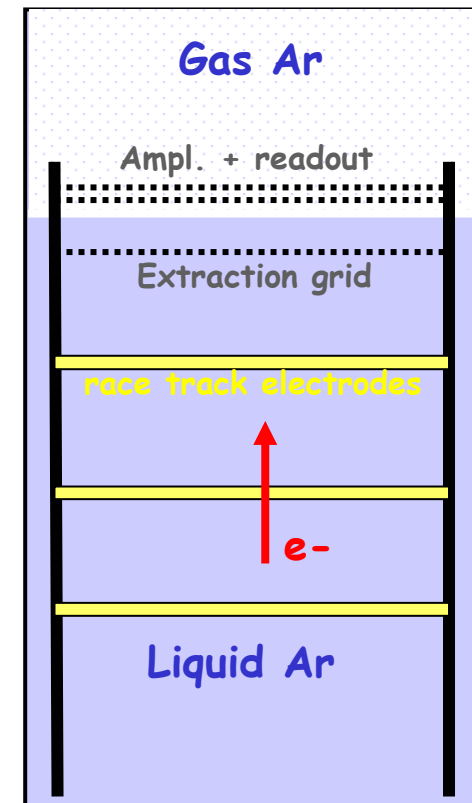 Gas Ar
Ampl. + readout
Extraction grid
race track electrodes
e-
Liquid Ar